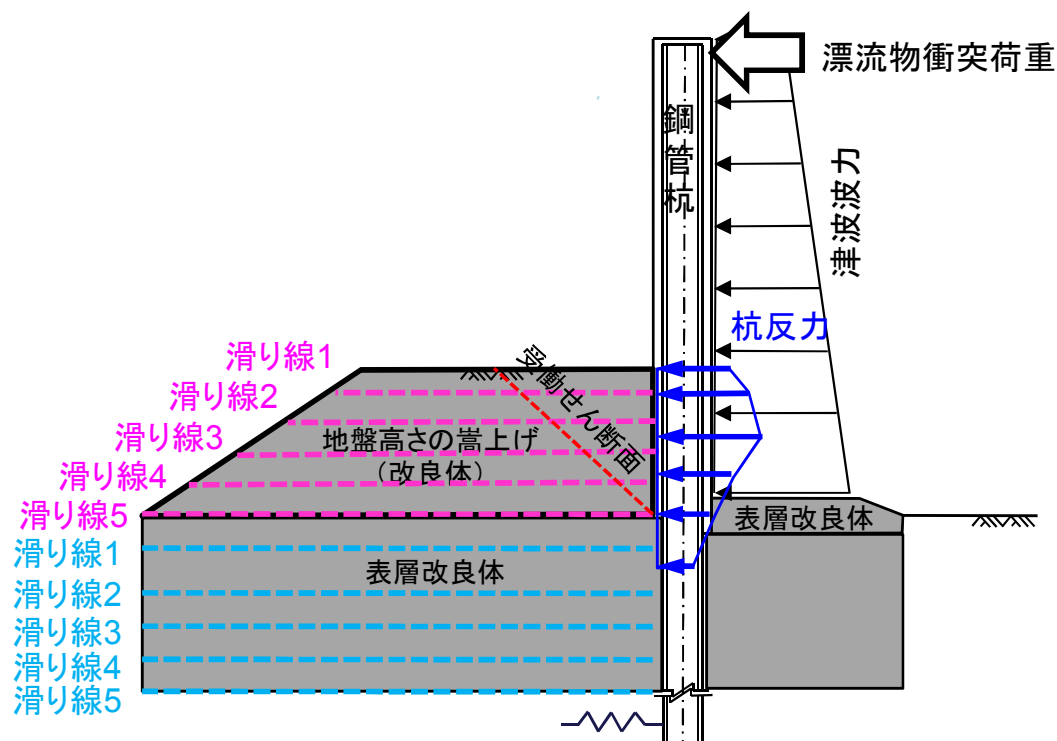 漂流物衝突荷重
鋼管杭
津波波力
杭反力
滑り線1
滑り線2
滑り線3
滑り線4
滑り線5
受働せん断面
地盤高さの嵩上げ
(改良体)
表層改良体
表層改良体
滑り線1
滑り線2
滑り線3
滑り線4
滑り線5